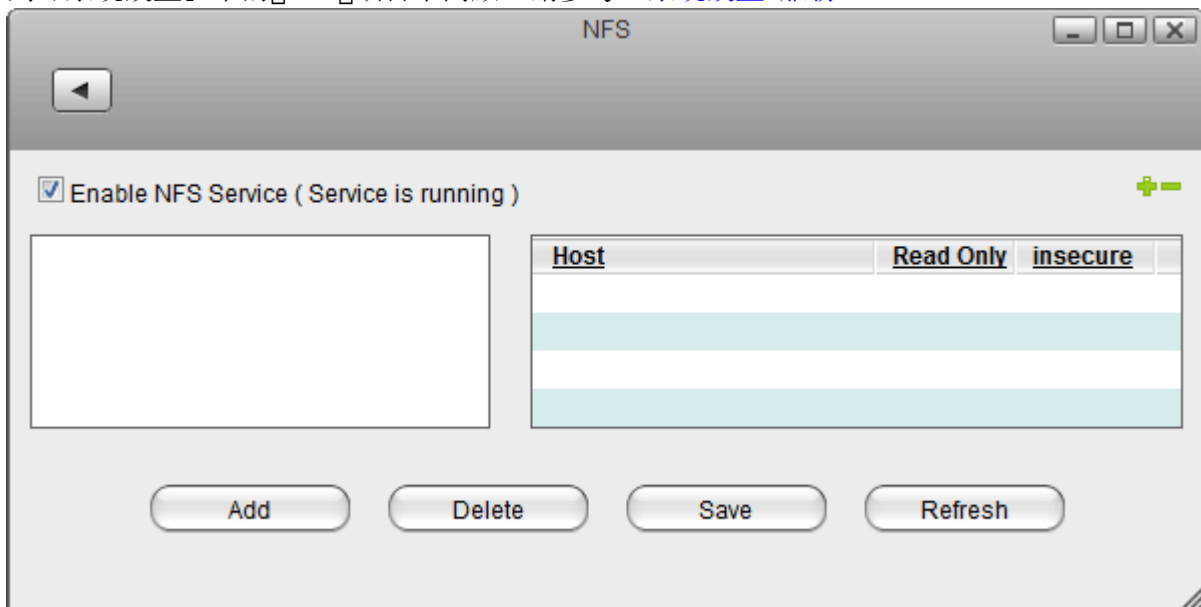 NFS
Enable NFS Service ( Service is running )
Host Read Only insecure
Add Delete Save Refresh